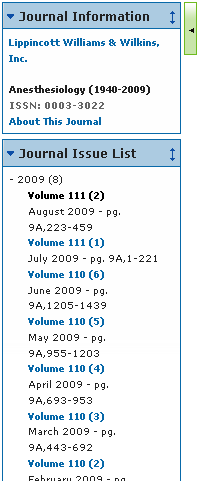 Journal Information
Lippincott Williams & Wilkins,
Inc.
Anesthesiology (1940-2009)
ISSN: 0003-3022
About This Journal
Journal Issue List
- 2009 (8)
Volume 111 (2)
August 2009 - pg.
9A,223-459
Volume 111 (1)
July 2009 - pg. 9A,1-221
Volume 110 (6)
June 2009 - pg.
9A,1205-1439
Volume 110 (5)
May 2009 - pg.
9A,955-1203
Volume 110 (4)
April 2009 - pg.
9A,693-953
Volume 110 (3)
March 2009 - pg.
9A,443-692
Volume 110 (2)
February 2009 - pg.